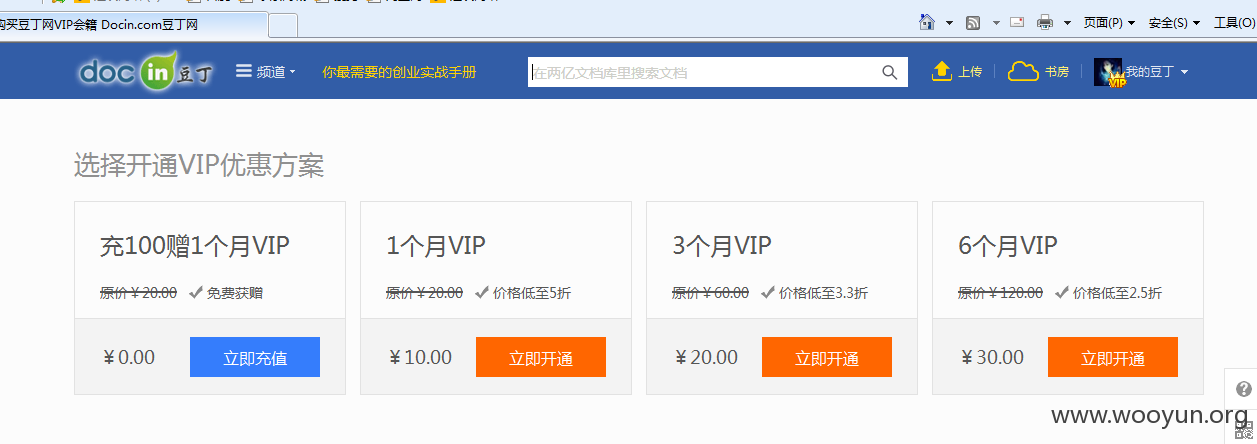 购买豆丁网VIP会籍 Docin.com豆丁网
页面(P) 安全(S) 工具(O)
docin豆丁 频道 你最需要的创业实战手册 在两亿文档库里搜索文档 上传 书房 VIP 我的豆丁
选择开通VIP优惠方案
充100赠1个月VIP
原价￥20.00 免费获赠
￥0.00 立即充值
1个月VIP
原价￥20.00 价格低至5折
￥10.00 立即开通
3个月VIP
原价￥60.00 价格低至3.3折
￥20.00 立即开通
6个月VIP
原价￥120.00 价格低至2.5折
￥30.00 立即开通
www.wooyun.org